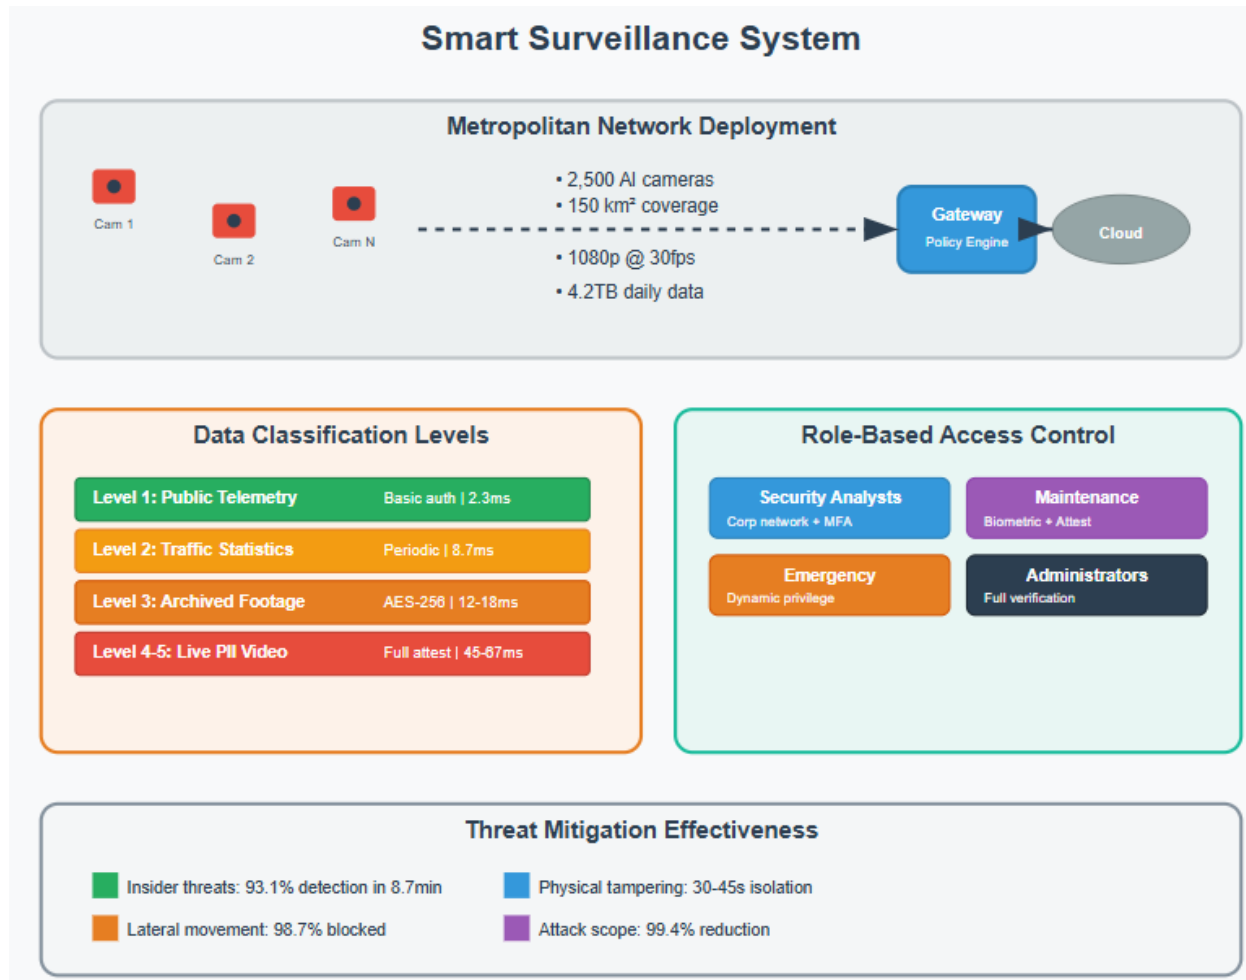 Smart Surveillance System
Metropolitan Network Deployment
Cam 1
Cam 2
Cam N
• 2,500 AI cameras
• 150 km² coverage
• 1080p @ 30fps
• 4.2TB daily data
Gateway
Policy Engine
Cloud
Data Classification Levels
Level 1: Public Telemetry Basic auth | 2.3ms
Level 2: Traffic Statistics Periodic | 8.7ms
Level 3: Archived Footage AES-256 | 12-18ms
Level 4-5: Live PII Video Full attest | 45-67ms
Role-Based Access Control
Security Analysts
Corp network + MFA
Maintenance
Biometric + Attest
Emergency
Dynamic privilege
Administrators
Full verification
Threat Mitigation Effectiveness
Insider threats: 93.1% detection in 8.7min
Physical tampering: 30-45s isolation
Lateral movement: 98.7% blocked
Attack scope: 99.4% reduction